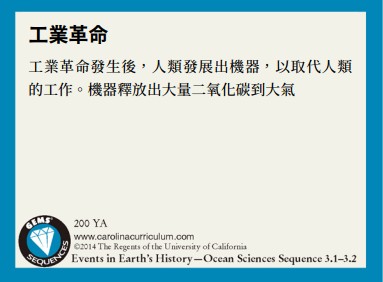 工業革命
工業革命發生後，人類發展出機器，以取代人類
的工作。機器釋放出大量二氧化碳到大氣
200 YA
www.carolinacurriculum.com
©2014 The Regents of the University of California
Events in Earth's History—Ocean Sciences Sequence 3.1–3.2
GEMS®
SEQUENCES